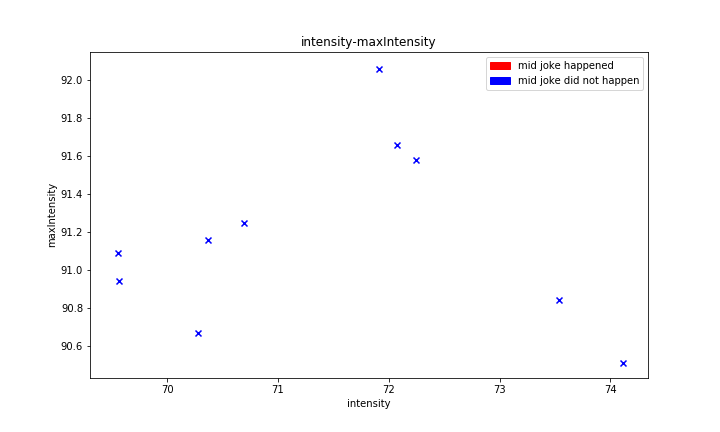 intensity-maxIntensity
mid joke happened
mid joke did not happen
maxIntensity
92.0
91.8
91.6
91.4
91.2
91.0
90.8
90.6
70 71 72 73 74
intensity